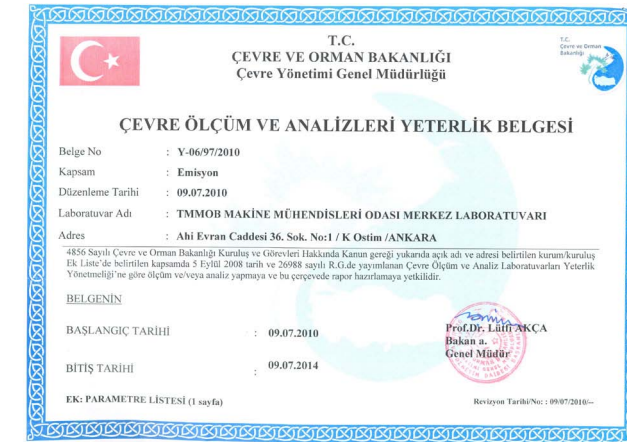 T.C.
ÇEVRE VE ORMAN BAKANLIĞI
Çevre Yönetimi Genel Müdürlüğü
T.C.
Çevre ve Orman
Bakanlığı
ÇEVRE ÖLÇÜM VE ANALİZLERİ YETERLİK BELGESİ
Belge No : Y-06/97/2010
Kapsam : Emisyon
Düzenleme Tarihi : 09.07.2010
Laboratuvar Adı : TMMOB MAKİNE MÜHENDİSLERİ ODASI MERKEZ LABORATUVARI
Adres : Ahi Evran Caddesi 36. Sok. No:1 / K Ostim /ANKARA
4856 Sayılı Çevre ve Orman Bakanlığı Kuruluş ve Görevleri Hakkında Kanun gereği yukarıda açık adı ve adresi belirtilen kurum/kuruluş
Ek Liste'de belirtilen kapsamda 5 Eylül 2008 tarih ve 26988 sayılı R.G.de yayımlanan Çevre Ölçüm ve Analiz Laboratuvarları Yeterlik
Yönetmeliği'ne göre ölçüm ve/veya analiz yapmaya ve bu çerçevede rapor hazırlamaya yetkilidir.
BELGENİN
BAŞLANGIÇ TARİHİ : 09.07.2010
BİTİŞ TARİHİ : 09.07.2014
Prof.Dr. Lütfi AKÇA
Bakan a.
Genel Müdür
EK: PARAMETRE LİSTESİ (1 sayfa)
Revizyon Tarihi/No: : 09/07/2010/--